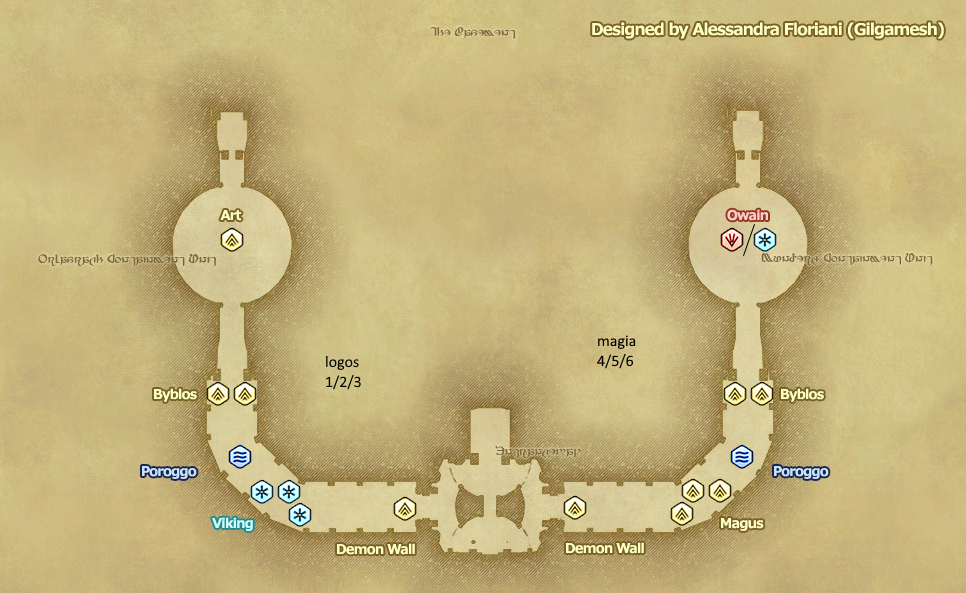 Designed by Alessandra Floriani (Gilgamesh)
Art
Owain
/
logos
1/2/3
magia
4/5/6
Byblos
Byblos
Poroggo
Poroggo
Viking
Magus
Demon Wall
Demon Wall